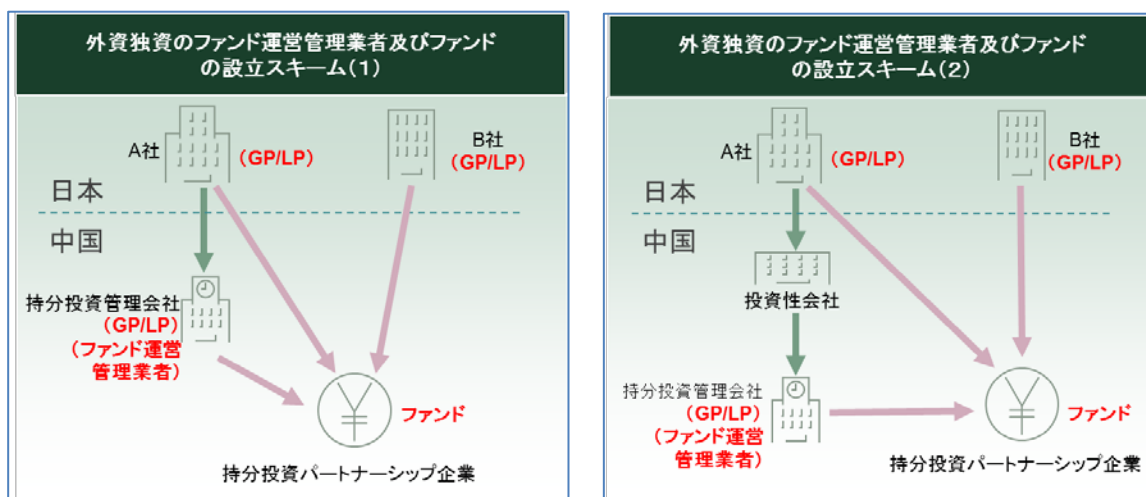 外資独資のファンド運営管理業者及びファンド
の設立スキーム(1)
A社
(GP/LP)
B社
(GP/LP)
日本
中国
持分投資管理会社
(GP/LP)
(ファンド運営
管理業者)
ファンド
持分投資パートナーシップ企業
外資独資のファンド運営管理業者及びファンド
の設立スキーム(2)
A社
(GP/LP)
B社
(GP/LP)
日本
中国
投資性会社
持分投資管理会社
(GP/LP)
(ファンド運営
管理業者)
ファンド
持分投資パートナーシップ企業